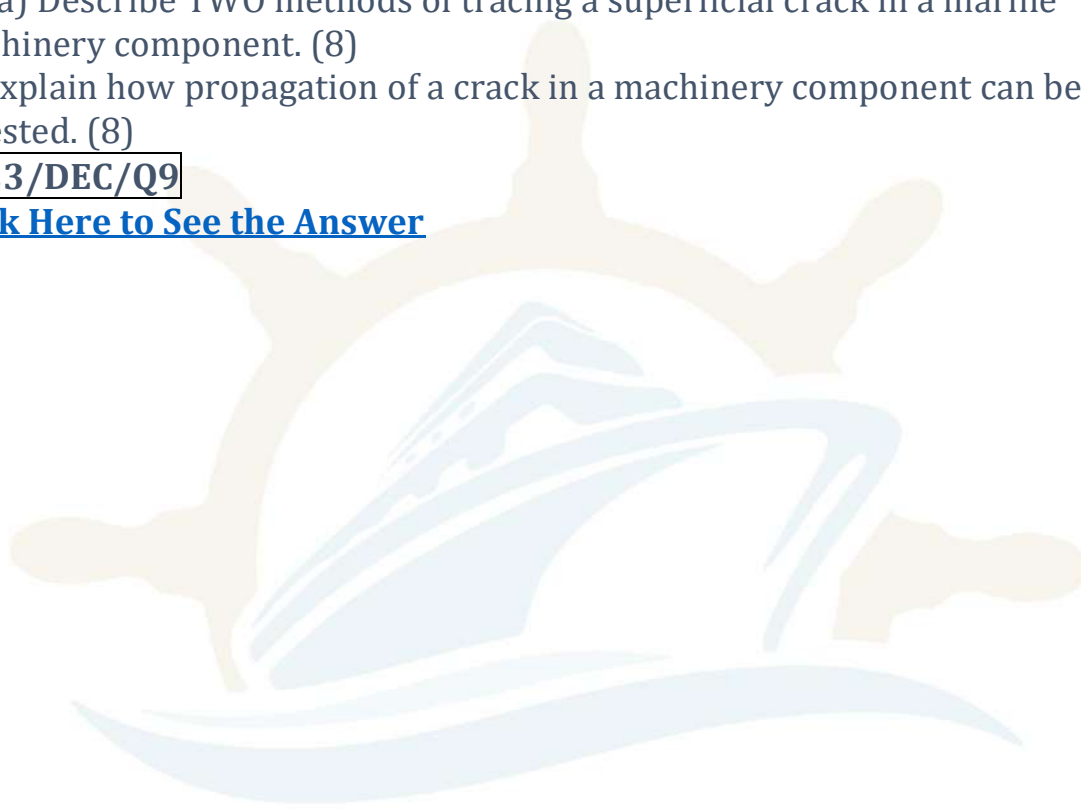 a) Describe TWO methods of tracing a superficial crack in a marine
hinery component. (8)
xplain how propagation of a crack in a machinery component can be
ested. (8)
3/DEC/Q9
k Here to See the Answer